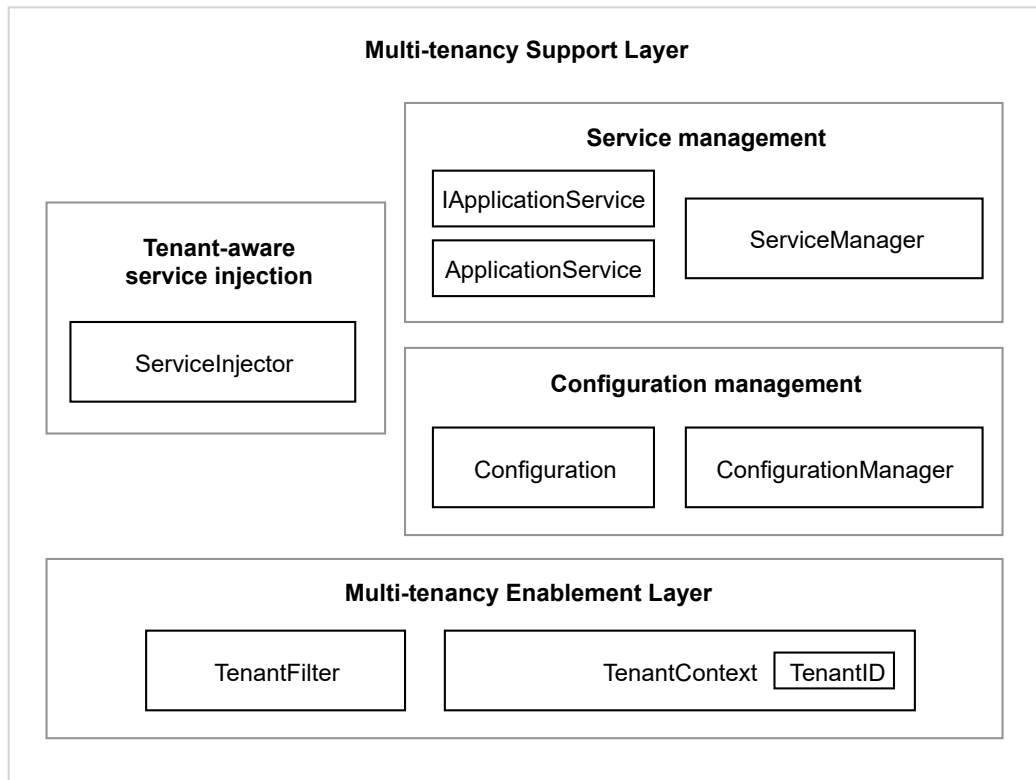 Multi-tenancy Support Layer
Service management
IApplicationService
ApplicationService
ServiceManager
Tenant-aware
service injection
ServiceInjector
Configuration management
Configuration
ConfigurationManager
Multi-tenancy Enablement Layer
TenantFilter
TenantContext
TenantID